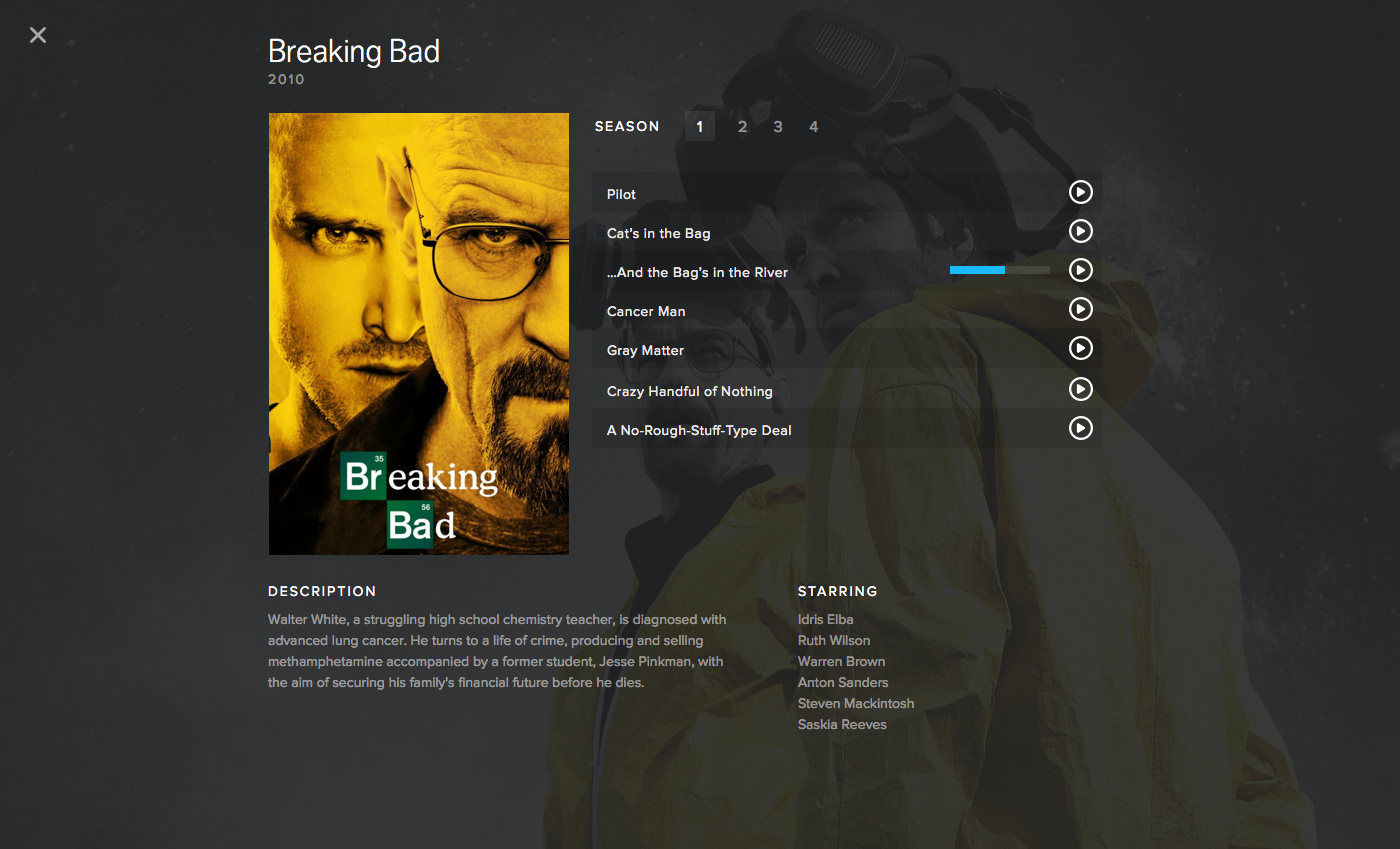 Breaking Bad
2010
SEASON 1 2 3 4
Pilot
Cat's in the Bag
...And the Bag's in the River
Cancer Man
Gray Matter
Crazy Handful of Nothing
A No-Rough-Stuff-Type Deal
35
Breaking
56
Bad
DESCRIPTION
Walter White, a struggling high school chemistry teacher, is diagnosed with
advanced lung cancer. He turns to a life of crime, producing and selling
methamphetamine accompanied by a former student, Jesse Pinkman, with
the aim of securing his family's financial future before he dies.
STARRING
Idris Elba
Ruth Wilson
Warren Brown
Anton Sanders
Steven Mackintosh
Saskia Reeves